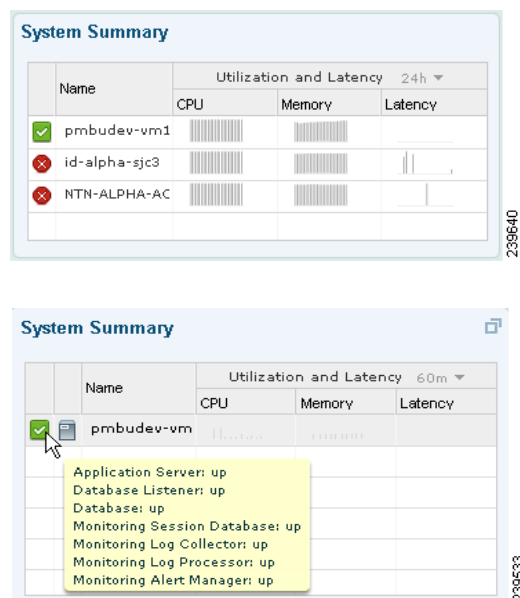 System Summary
Name
Utilization and Latency 24h
CPU Memory Latency
pmbudev-vm1
id-alpha-sjc3
NTN-ALPHA-AC
239640
System Summary
Name
Utilization and Latency 60m
CPU Memory Latency
pmbudev-vm
Application Server: up
Database Listener: up
Database: up
Monitoring Session Database: up
Monitoring Log Collector: up
Monitoring Log Processor: up
Monitoring Alert Manager: up
239533